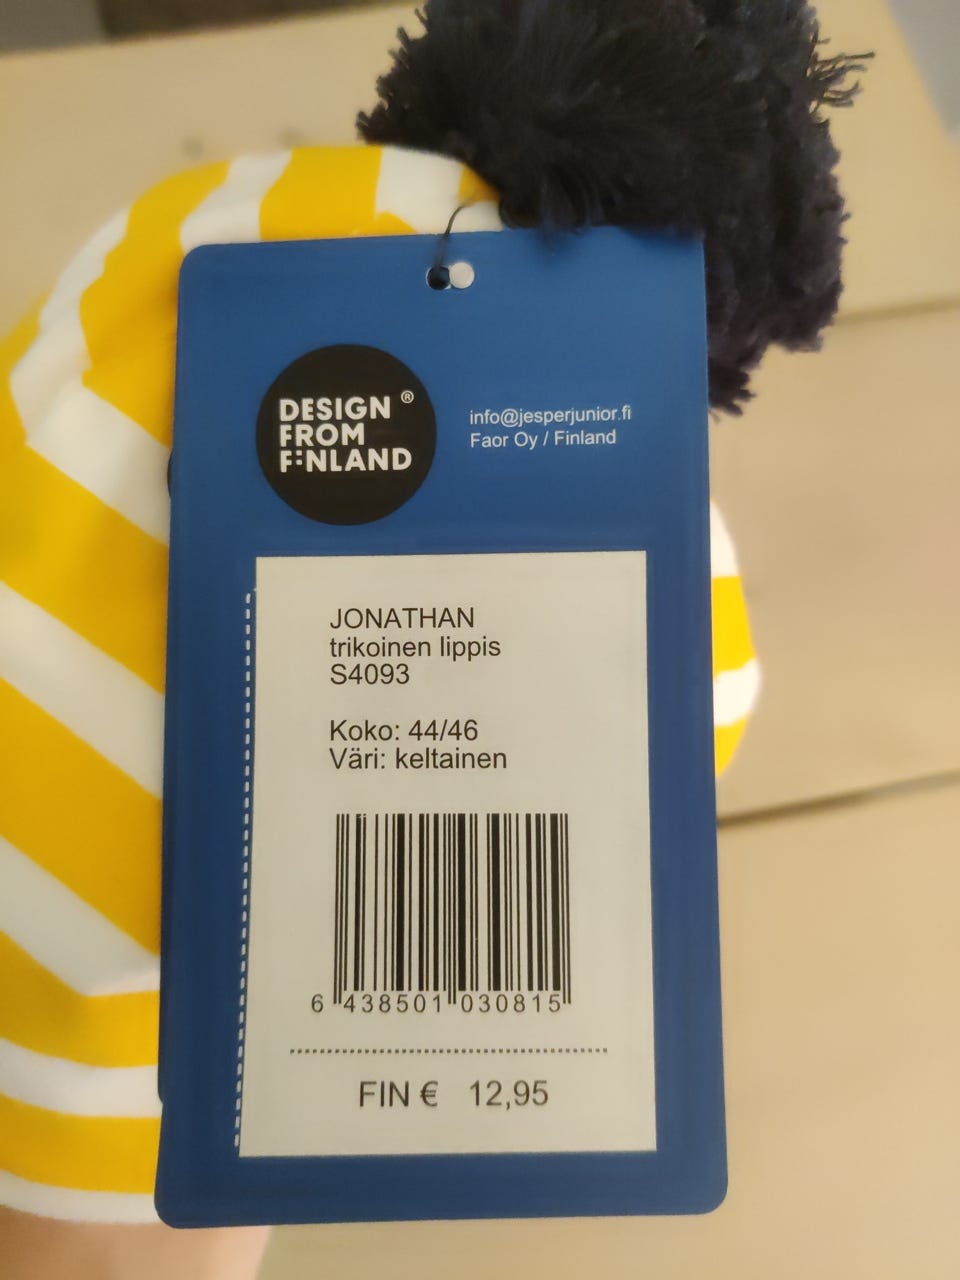 DESIGN ®
FROM
FINLAND
info@jesperjunior.fi
Faor Oy / Finland
JONATHAN
trikoinen lippis
S4093
Koko: 44/46
Väri: keltainen
6 438501 030815
FIN € 12,95